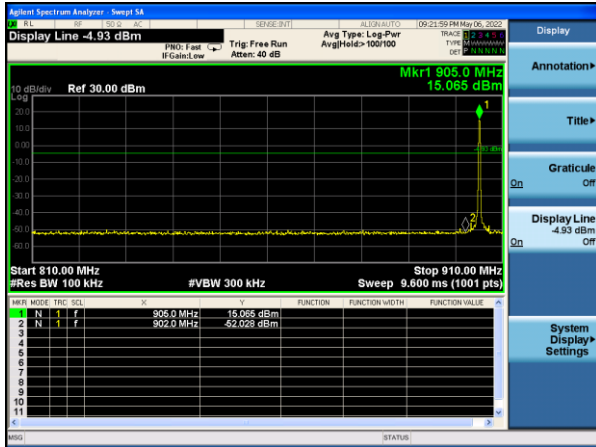 Agilent Spectrum Analyzer - Swept SA
RL RF 50 Ω AC SENSE:INT ALIGN AUTO 09:21:59 PM May 06, 2022
Display Line -4.93 dBm
Avg Type: Log-Pwr
TRACE 1 2 3 4 5 6
PNO: Fast Trig: Free Run Avg|Hold:> 100/100
TYPE M
IFGain:Low Atten: 40 dB
DET P N N N N N
Display
Mkr1 905.0 MHz
15.065 dBm
10 dB/div Ref 30.00 dBm
Log
20.0
10.0
0.00
-4.93 dBm
-10.0
-20.0
-30.0
-40.0
-50.0
-60.0
1
2
Start 810.00 MHz Stop 910.00 MHz
#Res BW 100 kHz #VBW 300 kHz Sweep 9.600 ms (1001 pts)
MKR MODE TRC SCL X Y FUNCTION FUNCTION WIDTH FUNCTION VALUE
1 N 1 f 905.0 MHz 15.065 dBm
2 N 1 f 902.0 MHz -52.028 dBm
3
4
5
6
7
8
9
10
11
MSG STATUS
Annotation
Title
Graticule
On Off
Display Line
-4.93 dBm
On Off
System
Display
Settings